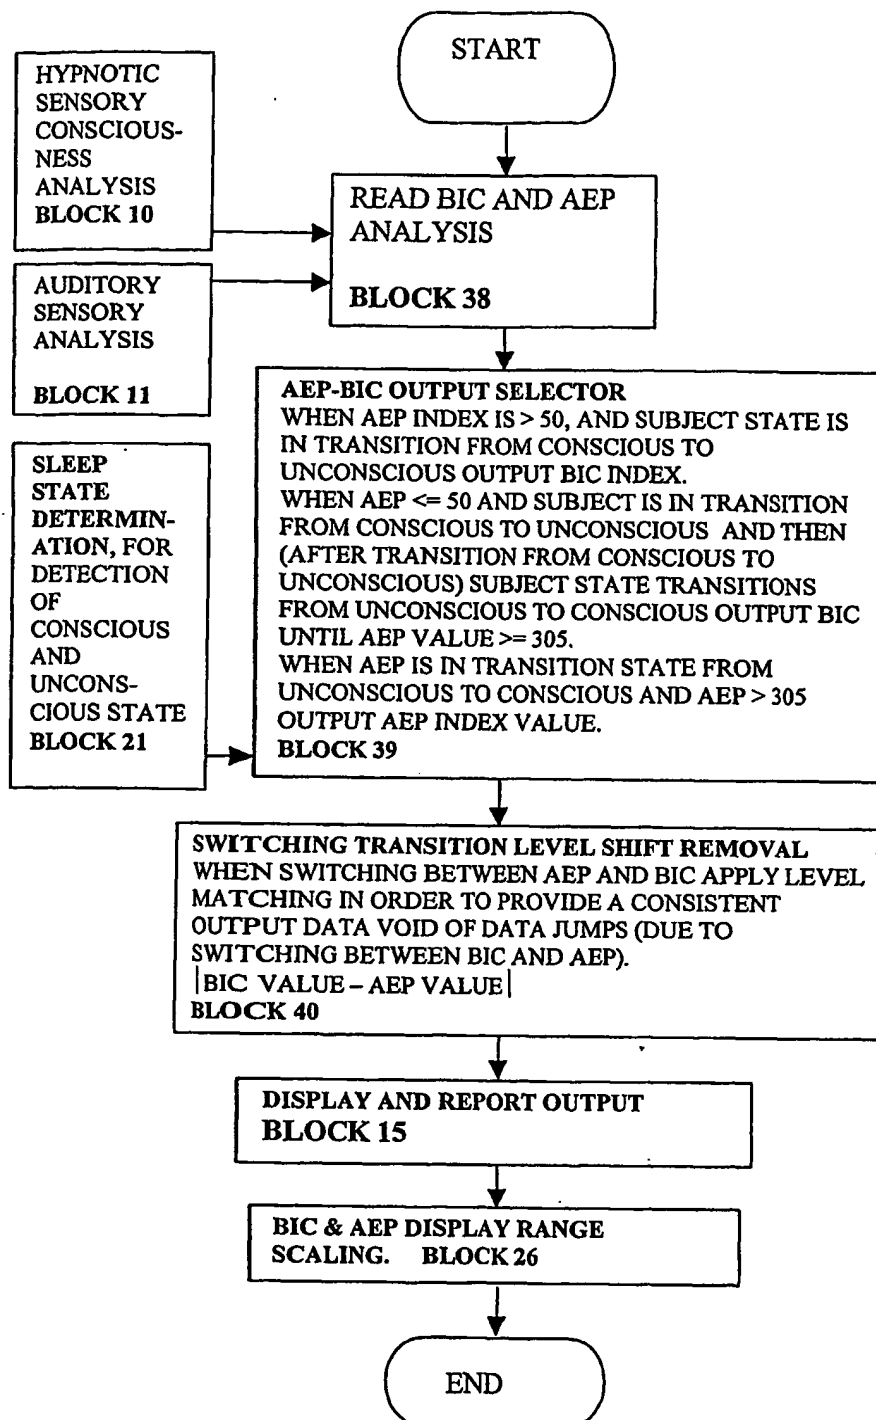 START
HYPNOTIC
SENSORY
CONSCIOUS-
NESS
ANALYSIS
BLOCK 10
READ BIC AND AEP
ANALYSIS
BLOCK 38
AUDITORY
SENSORY
ANALYSIS
BLOCK 11
AEP-BIC OUTPUT SELECTOR
WHEN AEP INDEX IS > 50, AND SUBJECT STATE IS
IN TRANSITION FROM CONSCIOUS TO
UNCONSCIOUS OUTPUT BIC INDEX.
WHEN AEP <= 50 AND SUBJECT IS IN TRANSITION
FROM CONSCIOUS TO UNCONSCIOUS AND THEN
(AFTER TRANSITION FROM CONSCIOUS TO
UNCONSCIOUS) SUBJECT STATE TRANSITIONS
FROM UNCONSCIOUS TO CONSCIOUS OUTPUT BIC
UNTIL AEP VALUE >= 305.
WHEN AEP IS IN TRANSITION STATE FROM
UNCONSCIOUS TO CONSCIOUS AND AEP > 305
OUTPUT AEP INDEX VALUE.
BLOCK 39
SLEEP
STATE
DETERMIN-
ATION, FOR
DETECTION
OF
CONSCIOUS
AND
UNCONS-
CIOUS STATE
BLOCK 21
SWITCHING TRANSITION LEVEL SHIFT REMOVAL
WHEN SWITCHING BETWEEN AEP AND BIC APPLY LEVEL
MATCHING IN ORDER TO PROVIDE A CONSISTENT
OUTPUT DATA VOID OF DATA JUMPS (DUE TO
SWITCHING BETWEEN BIC AND AEP).
|BIC VALUE – AEP VALUE|
BLOCK 40
DISPLAY AND REPORT OUTPUT
BLOCK 15
BIC & AEP DISPLAY RANGE
SCALING. BLOCK 26
END